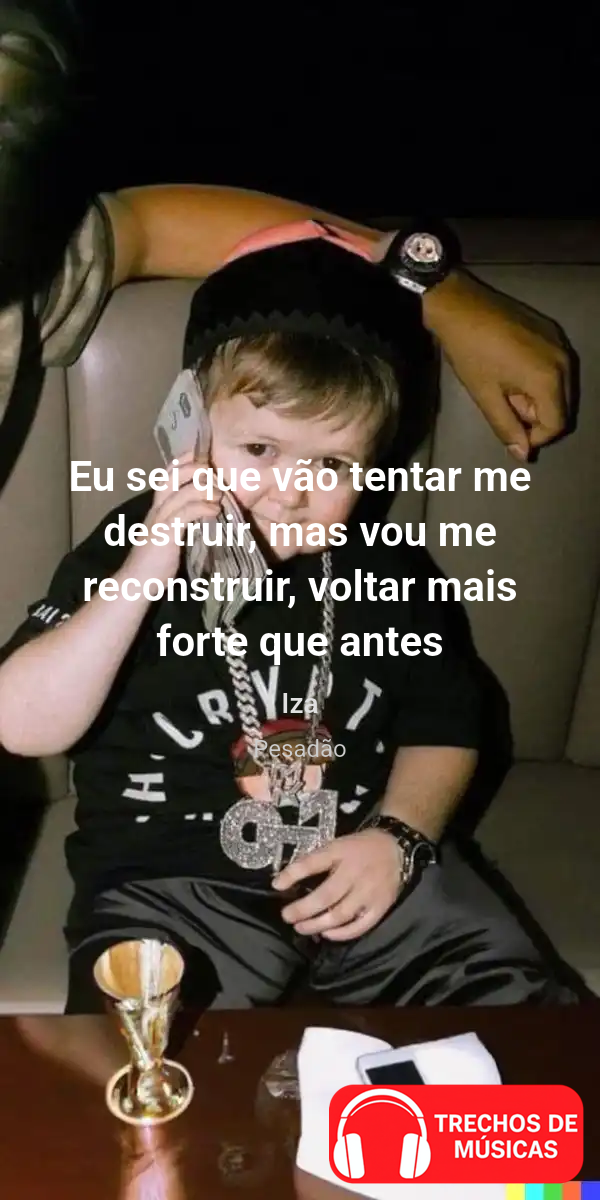 Eu sei que vão tentar me
destruir, mas vou me
reconstruir, voltar mais
forte que antes
Iza
Pesadão
TRECHOS DE
MÚSICAS